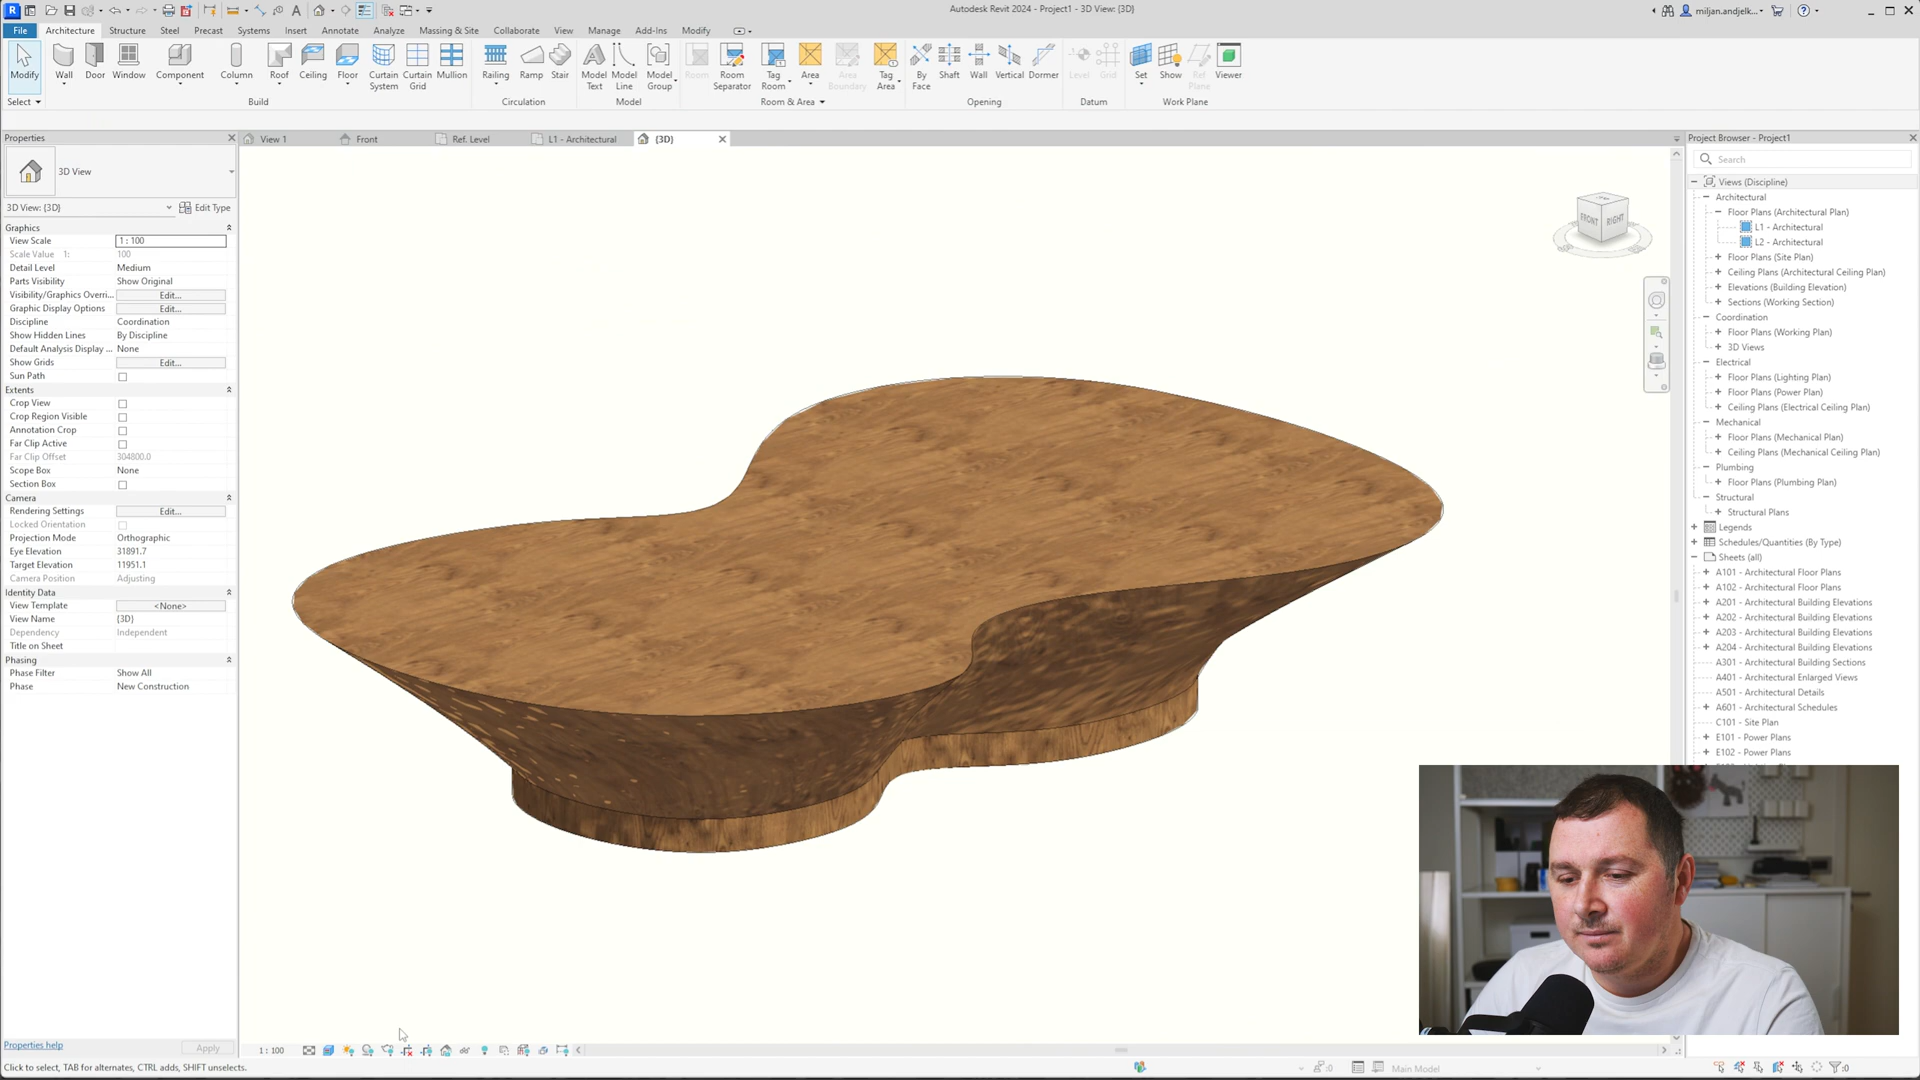 Autodesk Revit 2024 - Project1 - 3D View: {3D}
miljan.andjelk...
File
Architecture
Structure
Steel
Precast
Systems
Insert
Annotate
Analyze
Massing & Site
Collaborate
View
Manage
Add-Ins
Modify
Modify
Wall
Door
Window
Component
Column
Roof
Ceiling
Floor
Curtain System
Curtain Grid
Mullion
Railing
Ramp
Stair
Model Text
Model Line
Model Group
Room
Room Separator
Tag Room
Area
Area Boundary
Tag Area
By Face
Shaft
Wall
Vertical
Dormer
Level
Grid
Set
Show
Ref Plane
Viewer
Select
Build
Circulation
Model
Room & Area
Opening
Datum
Work Plane
Properties
View 1
Front
Ref. Level
L1 - Architectural
{3D}
3D View
3D View: {3D}
Edit Type
Graphics
View Scale 1 : 100
Scale Value 1: 100
Detail Level Medium
Parts Visibility Show Original
Visibility/Graphics Overri... Edit...
Graphic Display Options Edit...
Discipline Coordination
Show Hidden Lines By Discipline
Default Analysis Display ... None
Show Grids Edit...
Sun Path
Extents
Crop View
Crop Region Visible
Annotation Crop
Far Clip Active
Far Clip Offset 304800.0
Scope Box None
Section Box
Camera
Rendering Settings Edit...
Locked Orientation
Projection Mode Orthographic
Eye Elevation 31891.7
Target Elevation 11951.1
Camera Position Adjusting
Identity Data
View Template <None>
View Name {3D}
Dependency Independent
Title on Sheet
Phasing
Phase Filter Show All
Phase New Construction
Properties help
Apply
FRONT
RIGHT
Project Browser - Project1
Search
Views (Discipline)
Architectural
Floor Plans (Architectural Plan)
L1 - Architectural
L2 - Architectural
Floor Plans (Site Plan)
Ceiling Plans (Architectural Ceiling Plan)
Elevations (Building Elevation)
Sections (Working Section)
Coordination
Floor Plans (Working Plan)
3D Views
Electrical
Floor Plans (Lighting Plan)
Floor Plans (Power Plan)
Ceiling Plans (Electrical Ceiling Plan)
Mechanical
Floor Plans (Mechanical Plan)
Ceiling Plans (Mechanical Ceiling Plan)
Plumbing
Floor Plans (Plumbing Plan)
Structural
Structural Plans
Legends
Schedules/Quantities (By Type)
Sheets (all)
A101 - Architectural Floor Plans
A102 - Architectural Floor Plans
A201 - Architectural Building Elevations
A202 - Architectural Building Elevations
A203 - Architectural Building Elevations
A204 - Architectural Building Elevations
A301 - Architectural Building Sections
A401 - Architectural Enlarged Views
A501 - Architectural Details
A601 - Architectural Schedules
C101 - Site Plan
E101 - Power Plans
E102 - Power Plans
1 : 100
Click to select, TAB for alternates, CTRL adds, SHIFT unselects.
:0
Main Model
:0